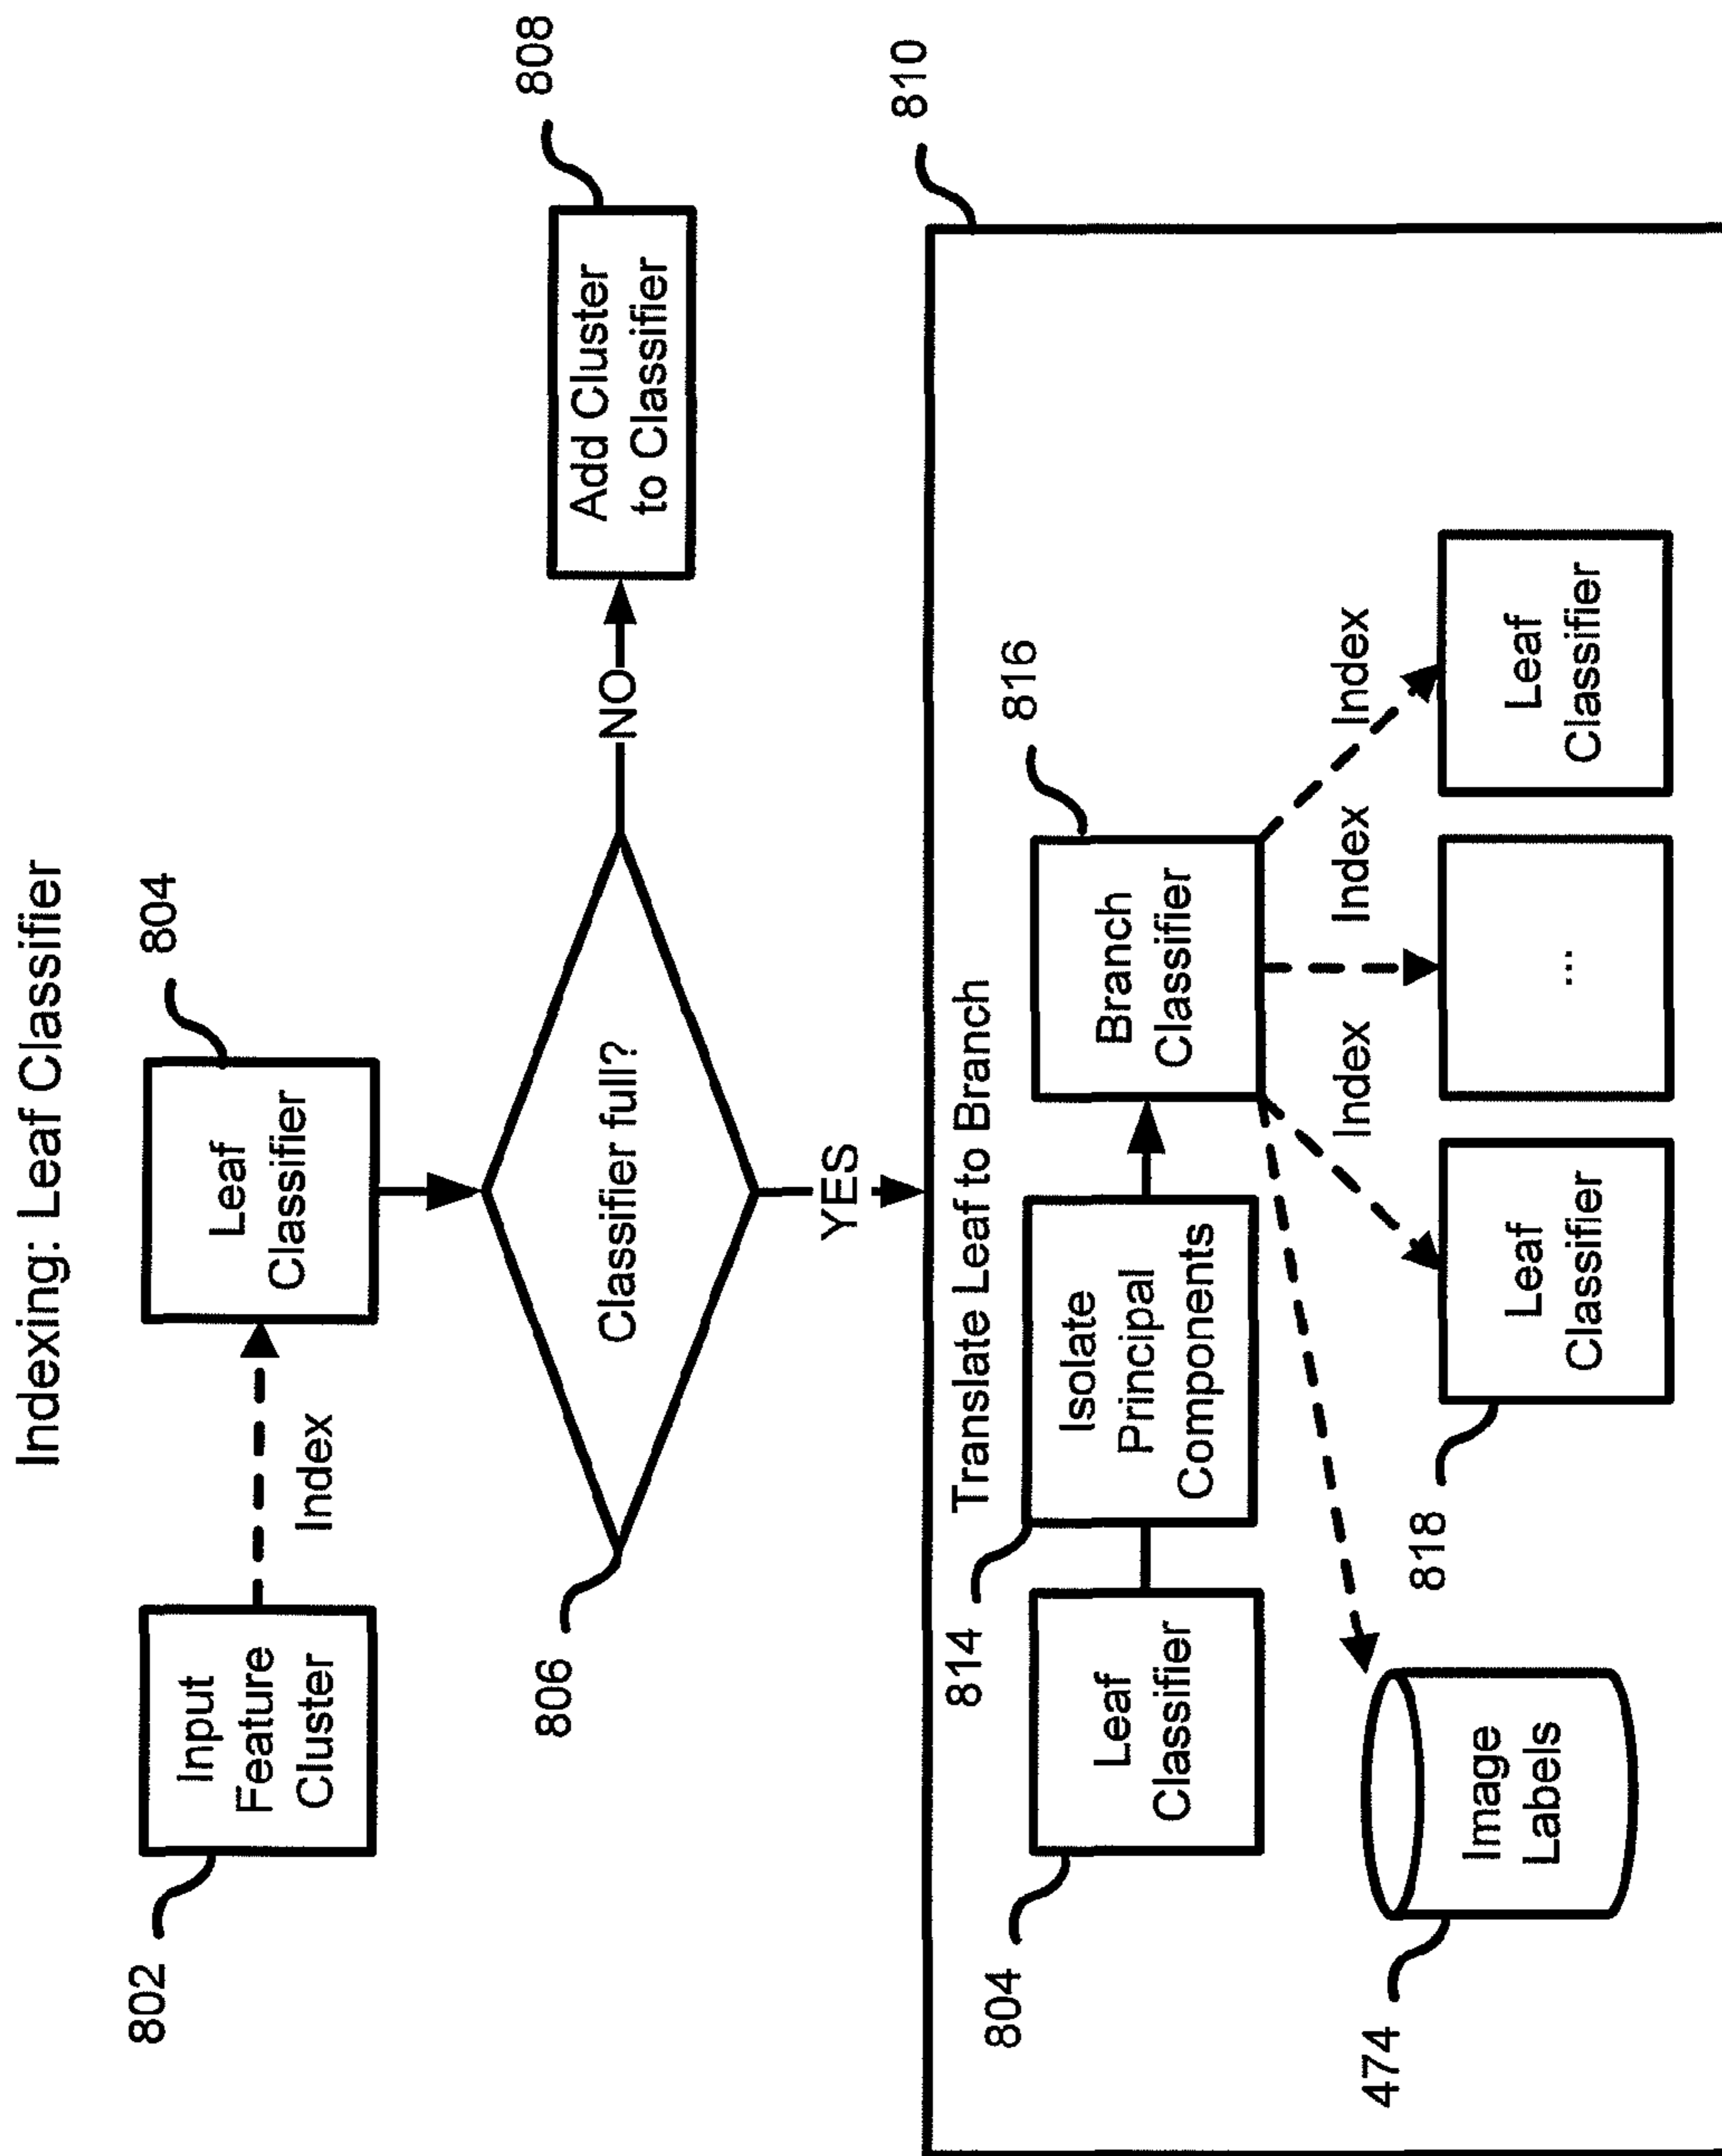 Indexing: Leaf Classifier
802
Input
Feature
Cluster
Index
804
Leaf
Classifier
806
Classifier full?
NO
808
Add Cluster
to Classifier
YES
810
Translate Leaf to Branch
804
Leaf
Classifier
814
Isolate
Principal
Components
816
Branch
Classifier
Index
Index
Index
474
Image
Labels
818
Leaf
Classifier
...
Leaf
Classifier